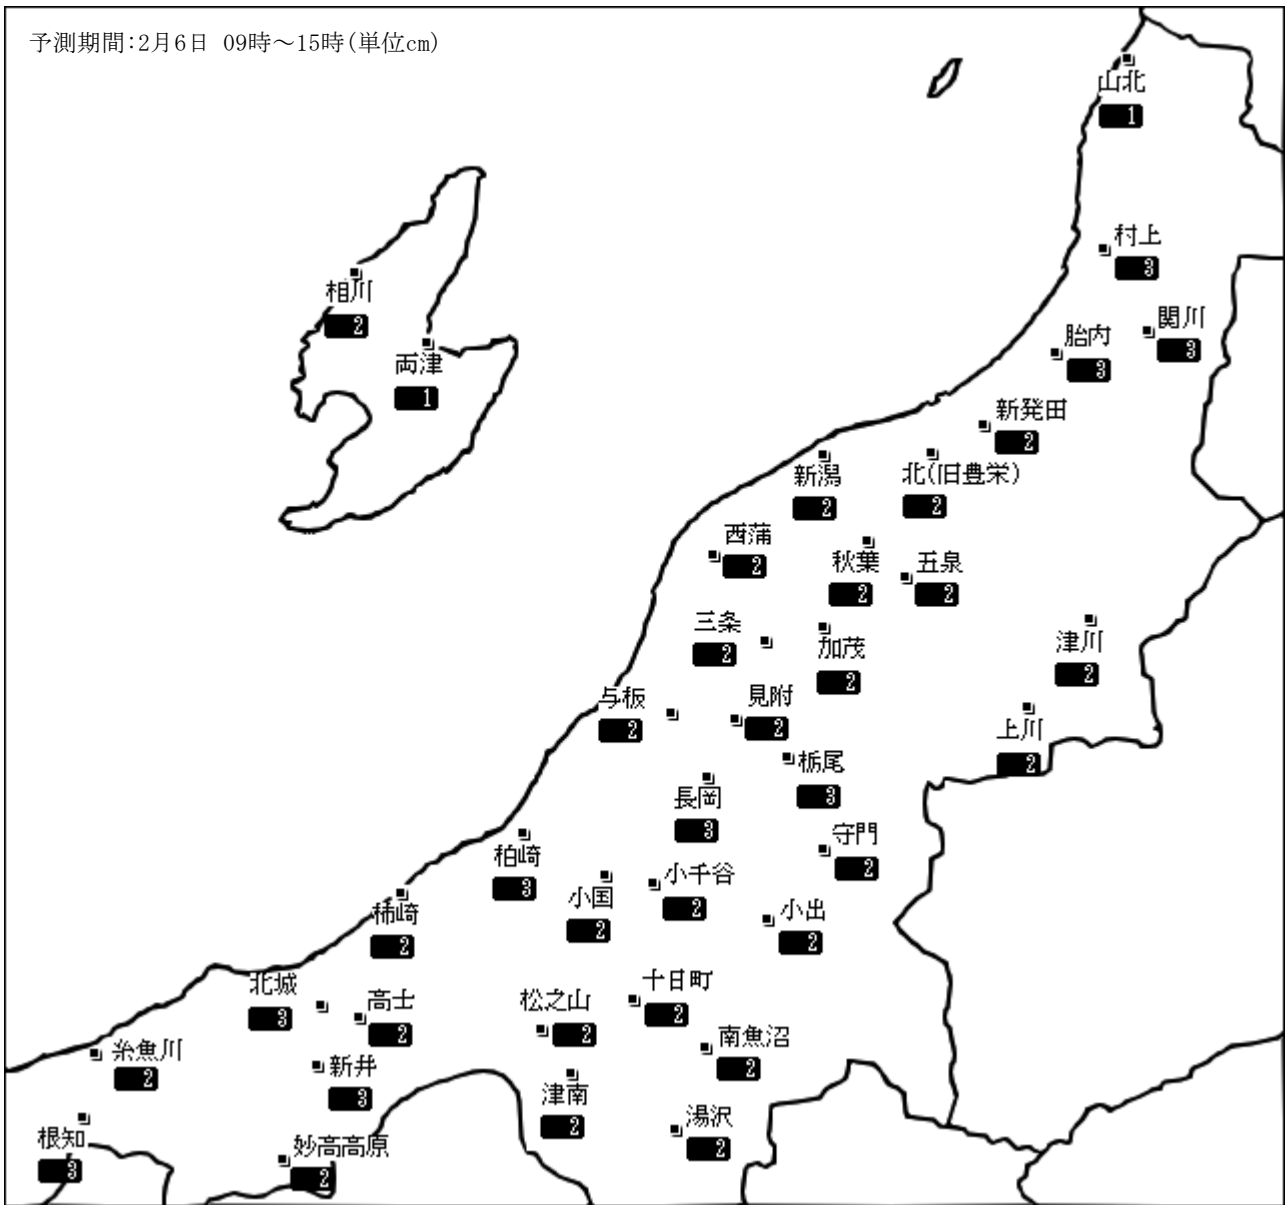 予測期間:2月6日 09時～15時(単位cm)
山北
1
村上
3
相川
2
関川
3
胎内
3
両津
1
新発田
2
新潟
2
北(旧豊栄)
2
西蒲
2
秋葉
2
五泉
2
三条
2
加茂
2
津川
2
与板
2
見附
2
上川
2
栃尾
3
長岡
3
守門
2
柏崎
3
小国
2
小千谷
2
小出
2
柿崎
2
北城
3
高士
2
松之山
2
十日町
2
南魚沼
2
糸魚川
2
新井
3
津南
2
湯沢
2
根知
3
妙高高原
2